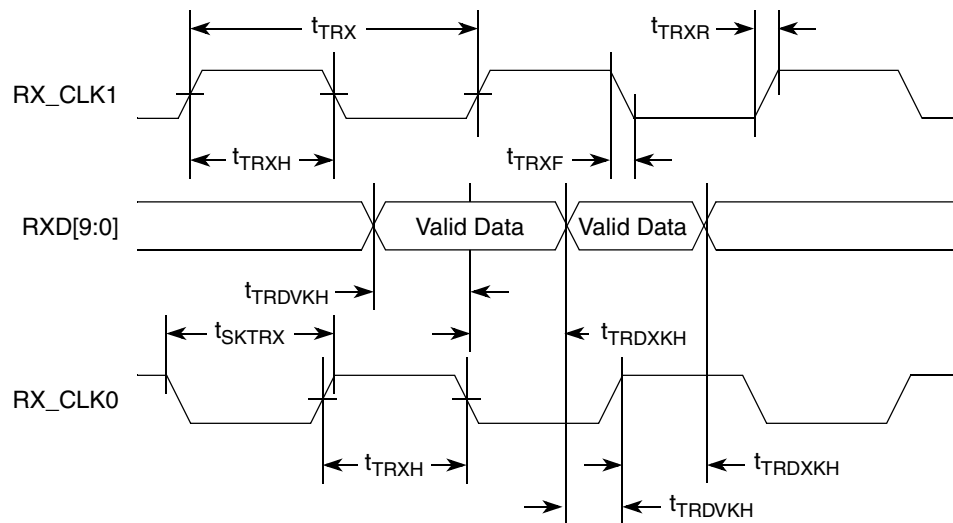 tTRX
tTRXR
RX_CLK1
tTRXH
tTRXF
RXD[9:0]
Valid Data
Valid Data
tTRDVKH
tSKTRX
tTRDXKH
RX_CLK0
tTRXH
tTRDXKH
tTRDVKH